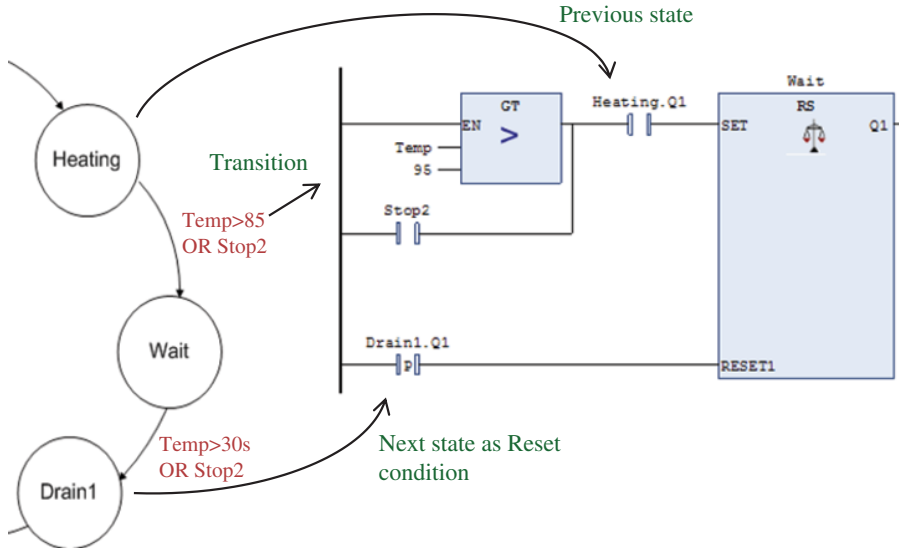 Previous state
Wait
Heating.Q1
GT
RS
EN
>
SET
Q1
Heating
Transition
Temp
95
Temp>85
OR Stop2
Stop2
Wait
Drain1.Q1
P
RESET1
Temp>30s
OR Stop2
Next state as Reset
condition
Drain1